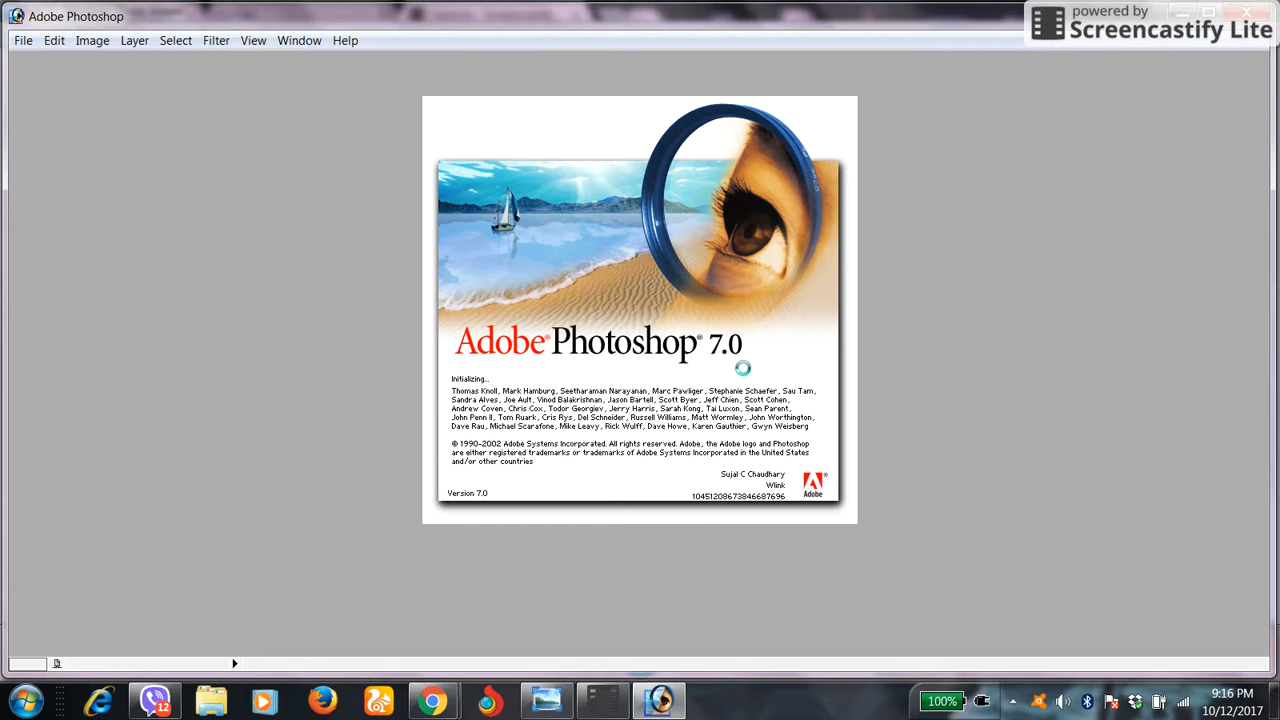 Adobe Photoshop
powered by
Screencastify Lite
File Edit Image Layer Select Filter View Window Help
Adobe® Photoshop® 7.0
Initializing...
Thomas Knoll, Mark Hamburg, Seetharaman Narayanan, Marc Pawliger, Stephanie Schaefer, Sau Tam,
Sandra Alves, Joe Ault, Vinod Balakrishnan, Jason Bartell, Scott Byer, Jeff Chien, Scott Cohen,
Andrew Coven, Chris Cox, Todor Georgiev, Jerry Harris, Sarah Kong, Tai Luxon, Sean Parent,
John Penn II, Tom Ruark, Cris Rys, Del Schneider, Russell Williams, Matt Wormley, John Worthington,
Dave Rau, Michael Scarafone, Mike Leavy, Rick Wulff, Dave Howe, Karen Gauthier, Gwyn Weisberg
© 1990-2002 Adobe Systems Incorporated. All rights reserved. Adobe, the Adobe logo and Photoshop
are either registered trademarks or trademarks of Adobe Systems Incorporated in the United States
and/or other countries
Sujal C Chaudhary
Wlink
Version 7.0
10451208673846687696
Adobe
12
100%
9:16 PM
10/12/2017